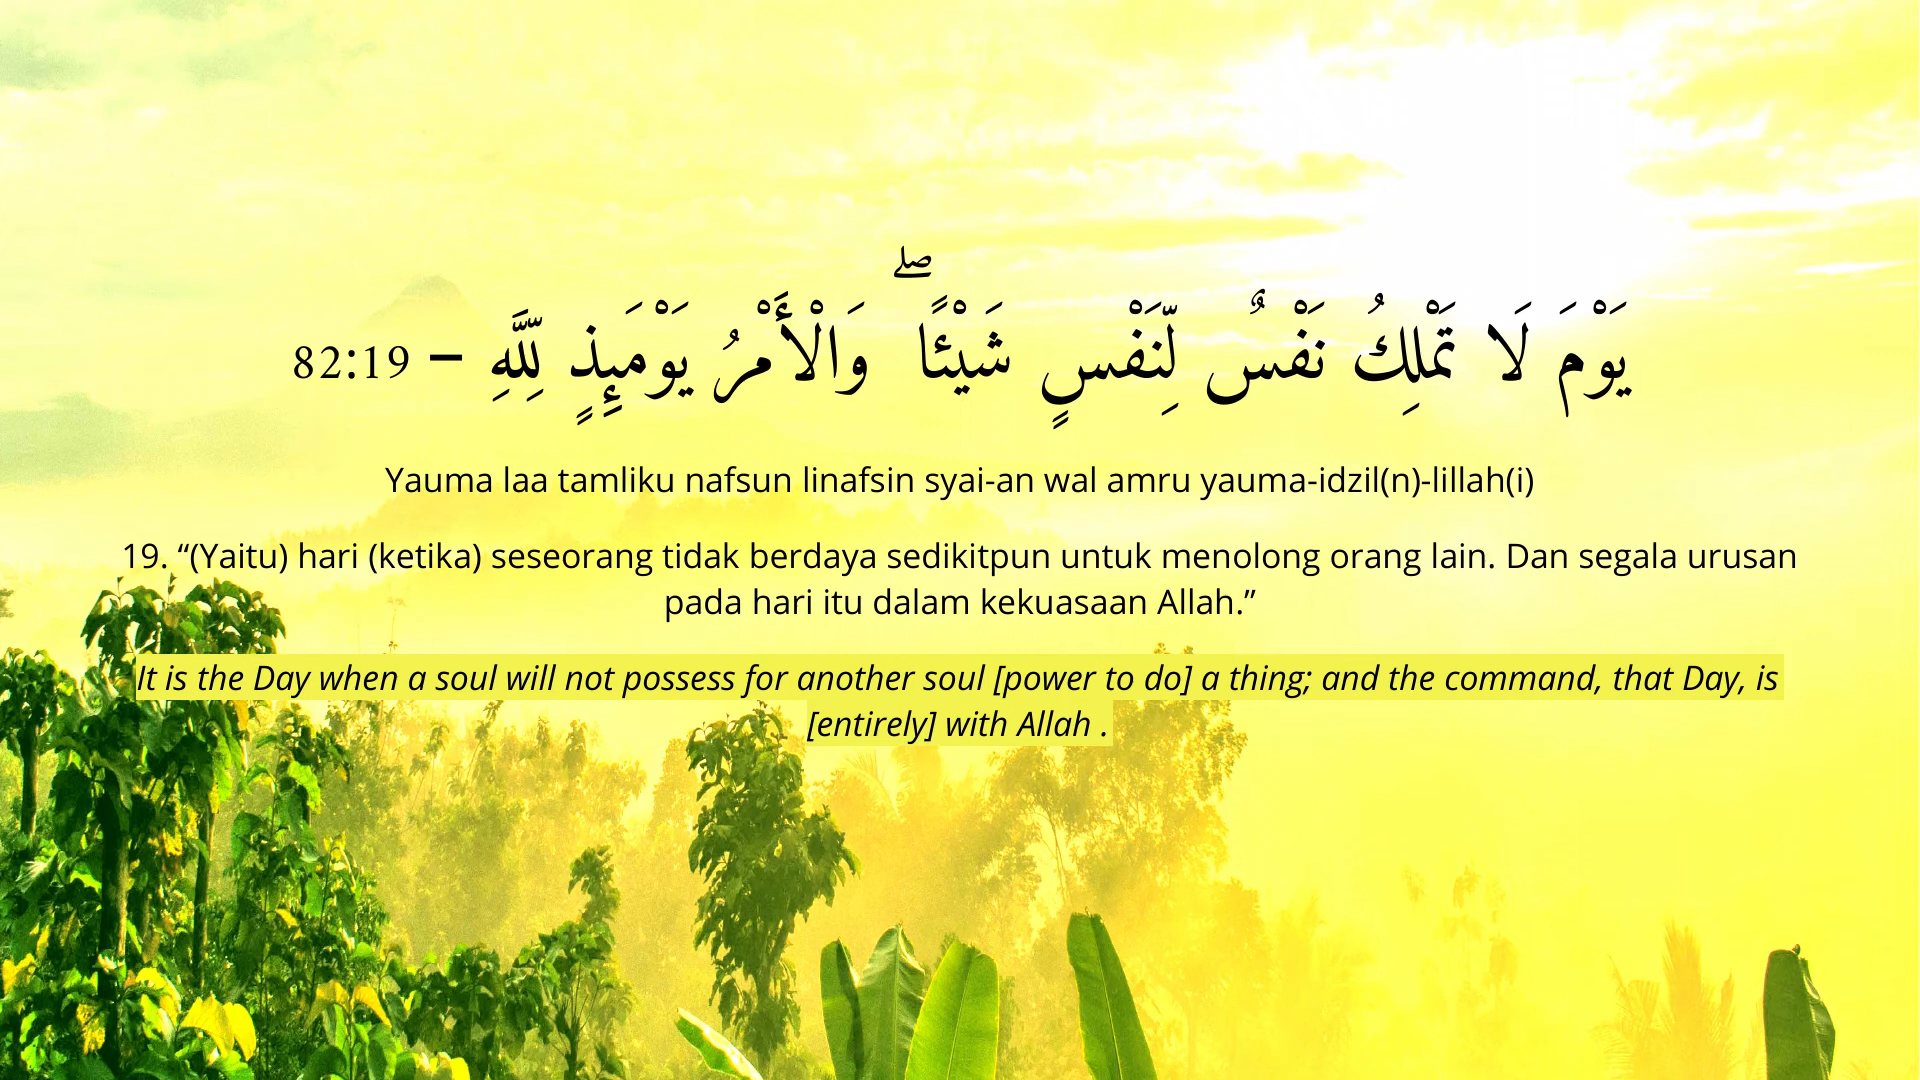 يَوْمَ لَا تَمْلِكُ نَفْسٌ لِّنَفْسٍ شَيْئًا ۖ وَالْأَمْرُ يَوْمَئِذٍ لِّلَّهِ – 82:19
Yauma laa tamliku nafsun linafsin syai-an wal amru yauma-idzil(n)-lillah(i)
19. “(Yaitu) hari (ketika) seseorang tidak berdaya sedikitpun untuk menolong orang lain. Dan segala urusan
pada hari itu dalam kekuasaan Allah.”
It is the Day when a soul will not possess for another soul [power to do] a thing; and the command, that Day, is
[entirely] with Allah .